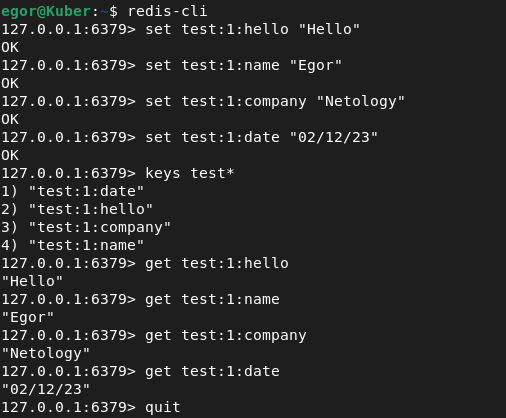 egor@Kuber:~$ redis-cli
127.0.0.1:6379> set test:1:hello "Hello"
OK
127.0.0.1:6379> set test:1:name "Egor"
OK
127.0.0.1:6379> set test:1:company "Netology"
OK
127.0.0.1:6379> set test:1:date "02/12/23"
OK
127.0.0.1:6379> keys test*
1) "test:1:date"
2) "test:1:hello"
3) "test:1:company"
4) "test:1:name"
127.0.0.1:6379> get test:1:hello
"Hello"
127.0.0.1:6379> get test:1:name
"Egor"
127.0.0.1:6379> get test:1:company
"Netology"
127.0.0.1:6379> get test:1:date
"02/12/23"
127.0.0.1:6379> quit